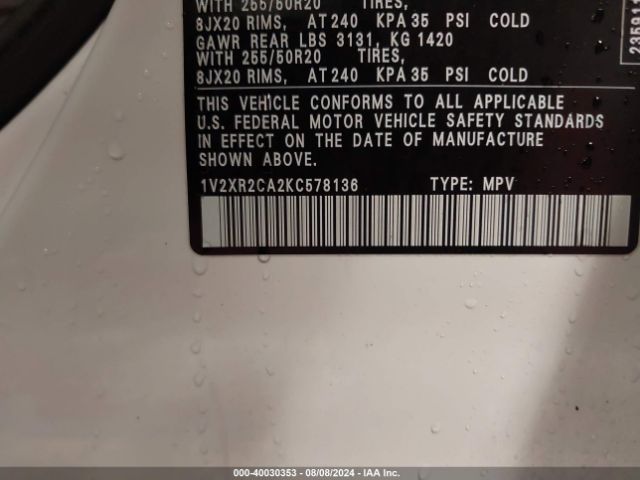 WITH 255/50R20 TIRES,
8JX20 RIMS, AT 240 KPA 35 PSI COLD
GAWR REAR LBS 3131, KG 1420
WITH 255/50R20 TIRES,
8JX20 RIMS, AT 240 KPA 35 PSI COLD
THIS VEHICLE CONFORMS TO ALL APPLICABLE
U.S. FEDERAL MOTOR VEHICLE SAFETY STANDARDS
IN EFFECT ON THE DATE OF MANUFACTURE
SHOWN ABOVE.
1V2XR2CA2KC578136 TYPE: MPV
000-40030353 - 08/08/2024 - IAAI Inc.